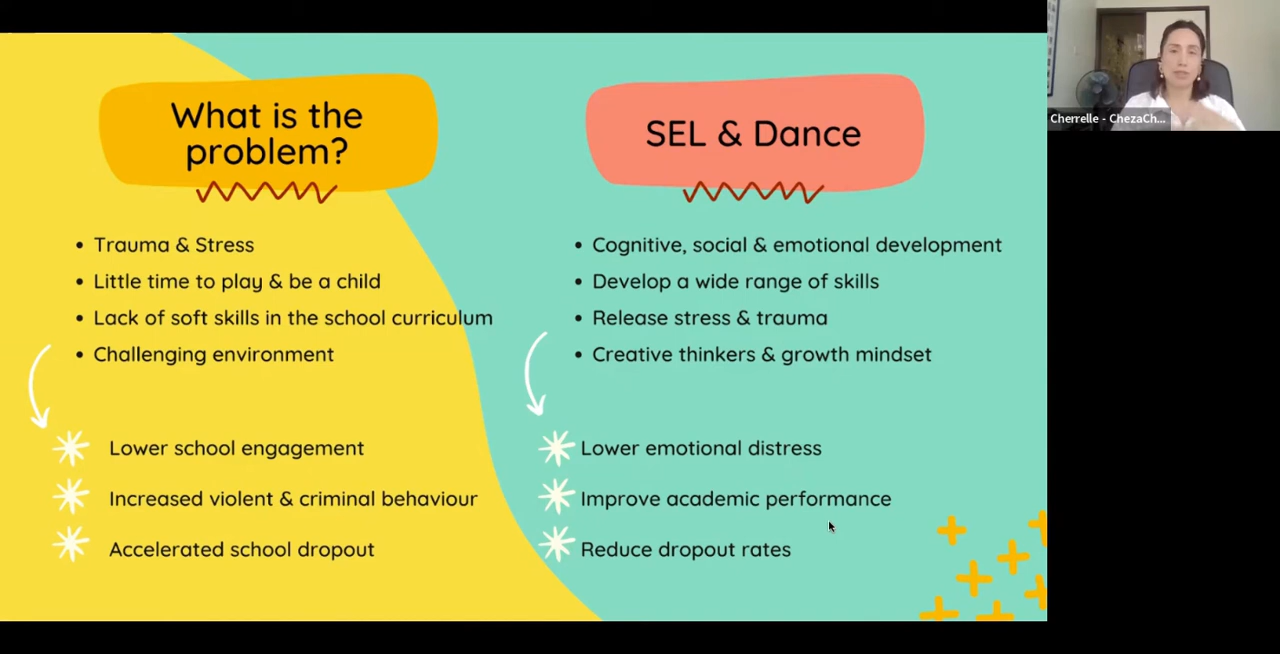 What is the
problem?
Trauma & Stress
Little time to play & be a child
Lack of soft skills in the school curriculum
Challenging environment
Lower school engagement
Increased violent & criminal behaviour
Accelerated school dropout
SEL & Dance
Cognitive, social & emotional development
Develop a wide range of skills
Release stress & trauma
Creative thinkers & growth mindset
Lower emotional distress
Improve academic performance
Reduce dropout rates
Cherrelle - ChezaCh...